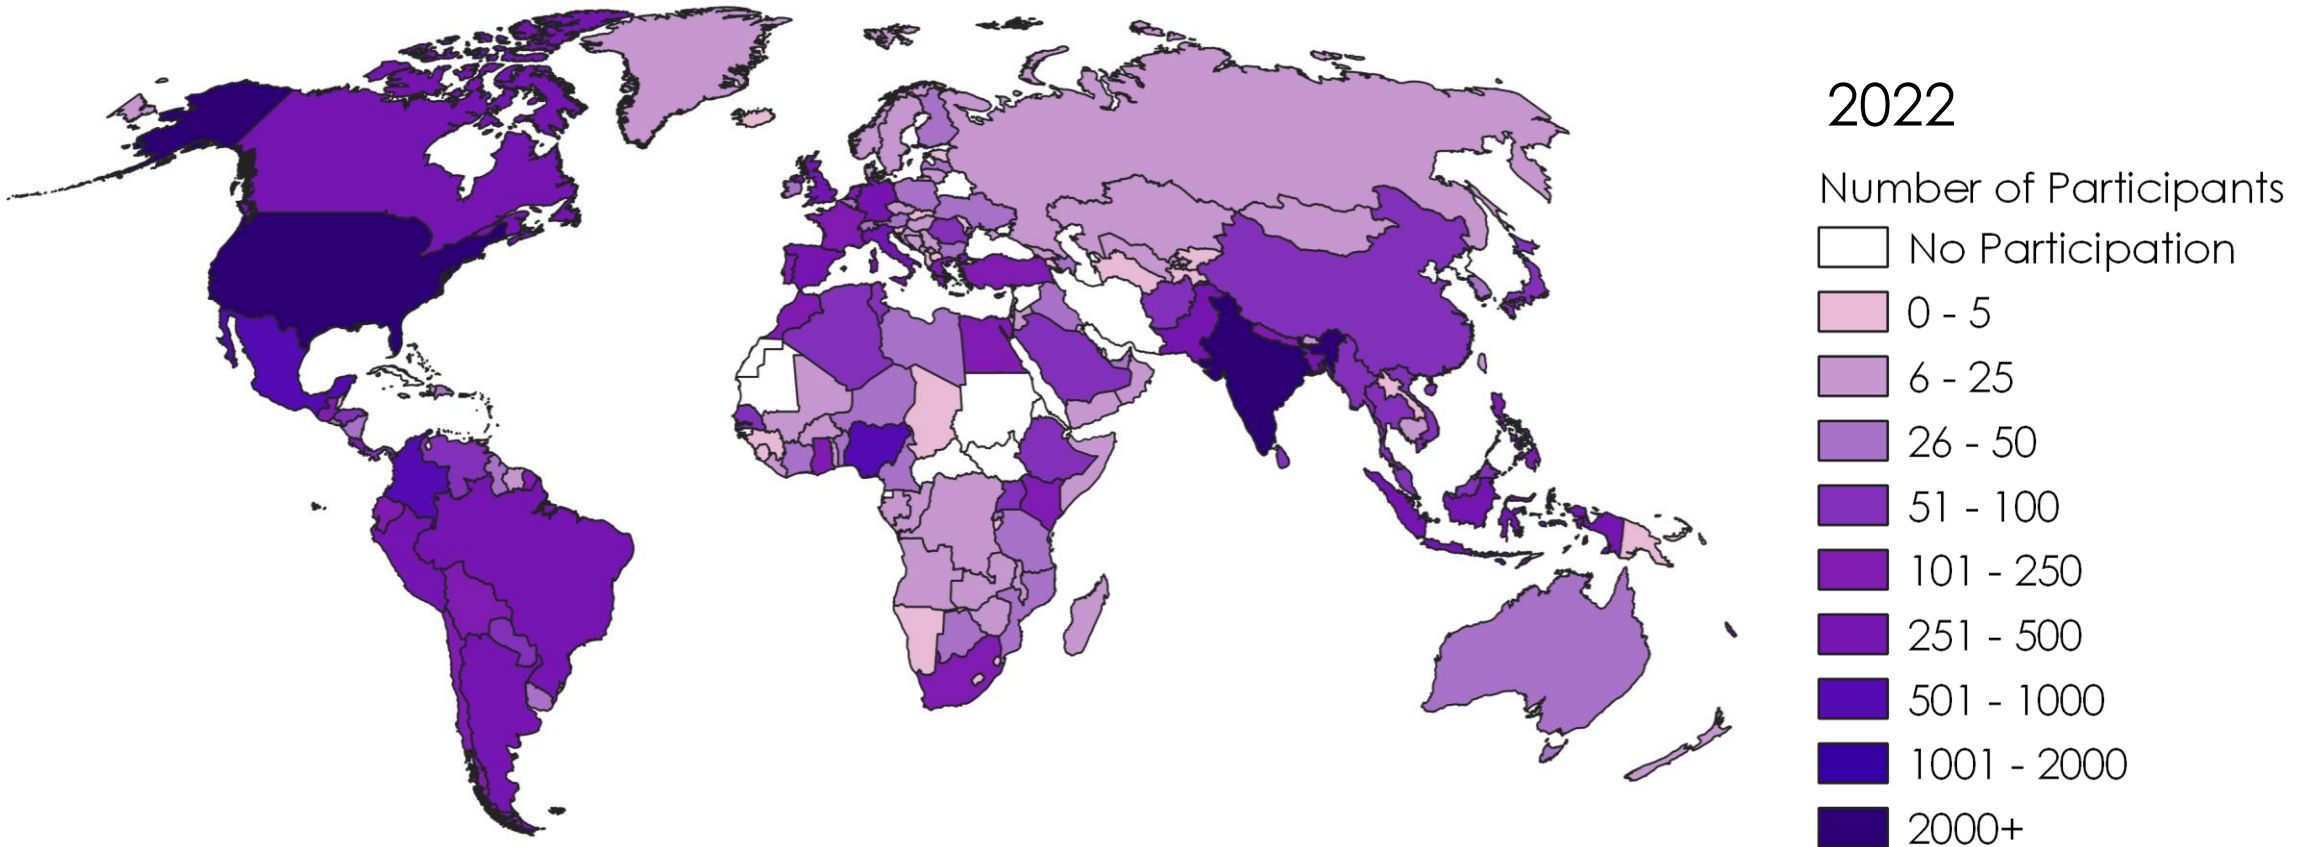 2022
Number of Participants
No Participation
0 - 5
6 - 25
26 - 50
51 - 100
101 - 250
251 - 500
501 - 1000
1001 - 2000
2000+